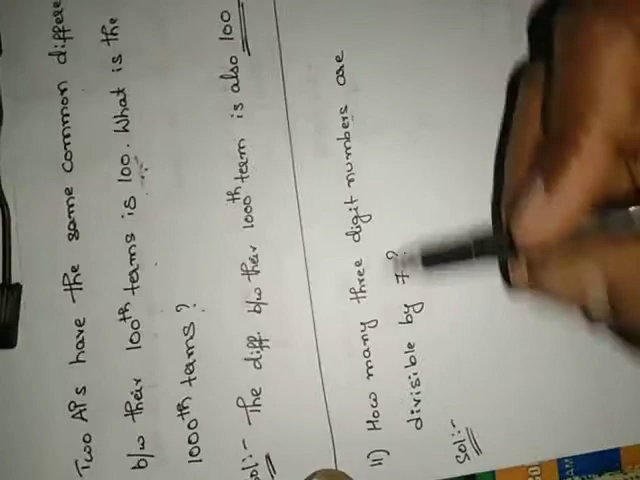 Two APs have the same common
b/w their 100th terms is 100. What is the
1000th terms?
Sol:- The diff. b/w their 1000th term is also 100
11) How many three digit numbers are
divisible by 7?
Sol:-